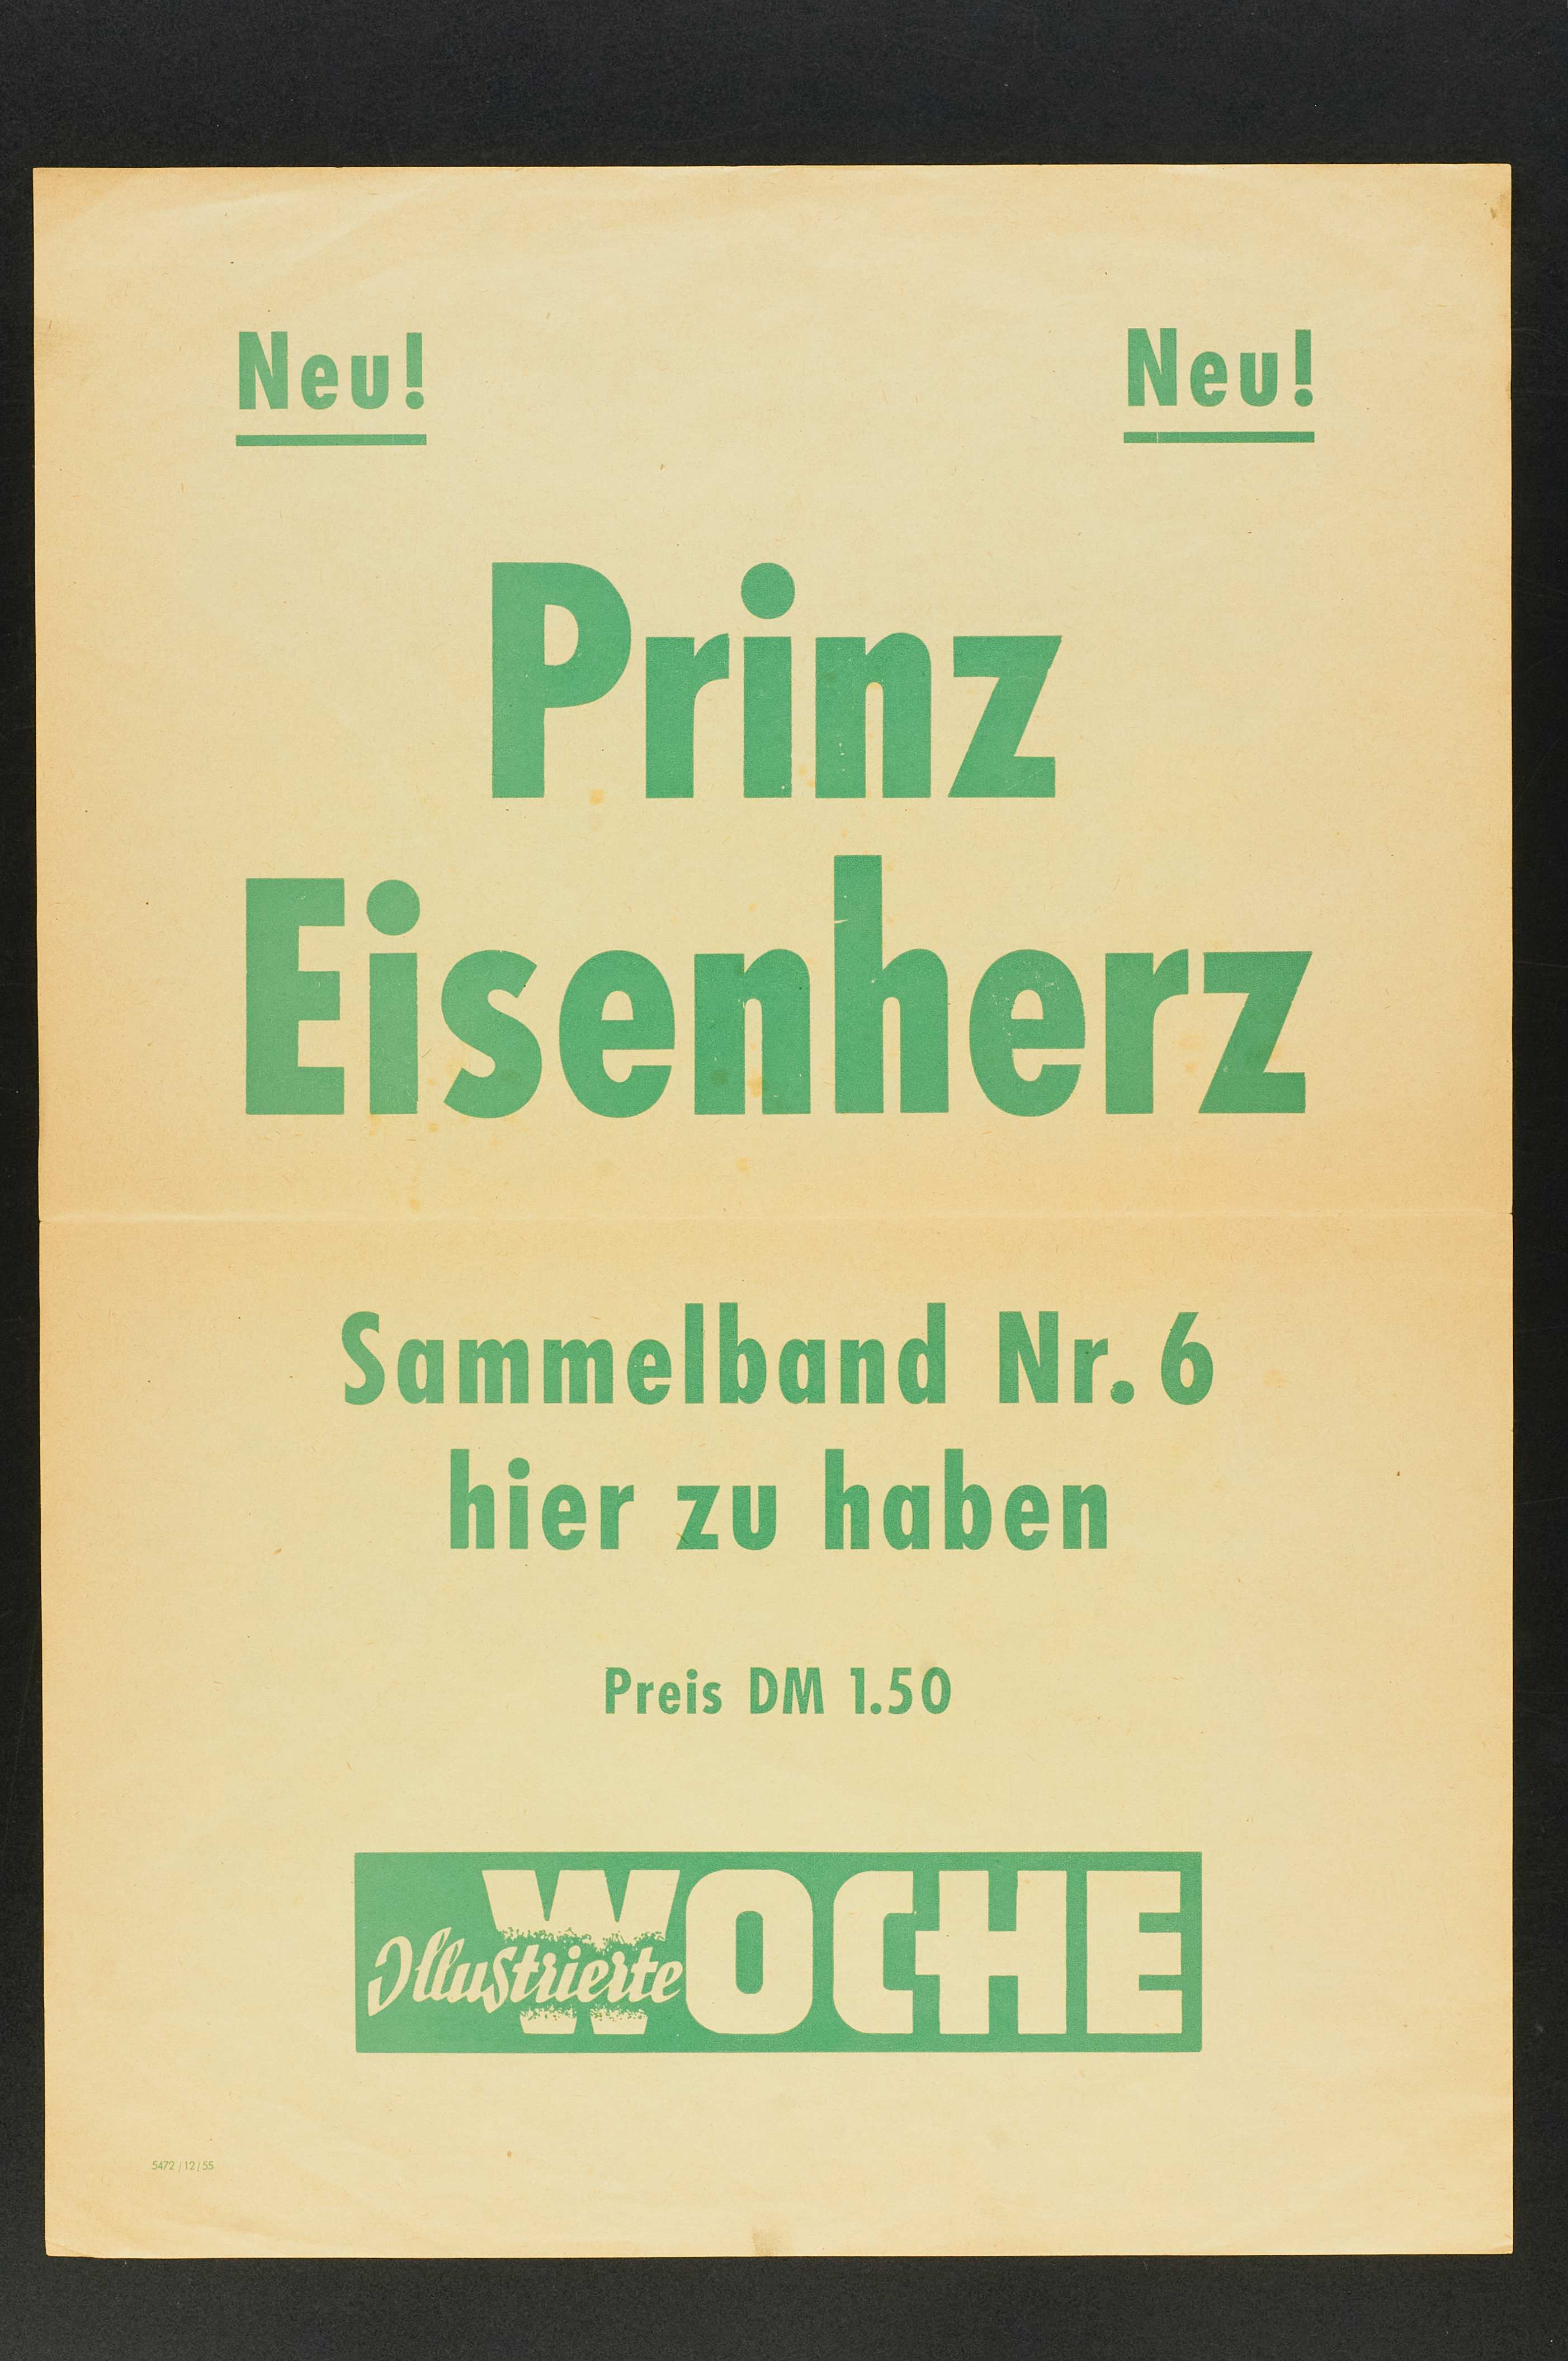 Neu! Neu!
Prinz
Eisenherz
Sammelband Nr. 6
hier zu haben
Preis DM 1.50
Illustrierte WOCHE
5472/12/55